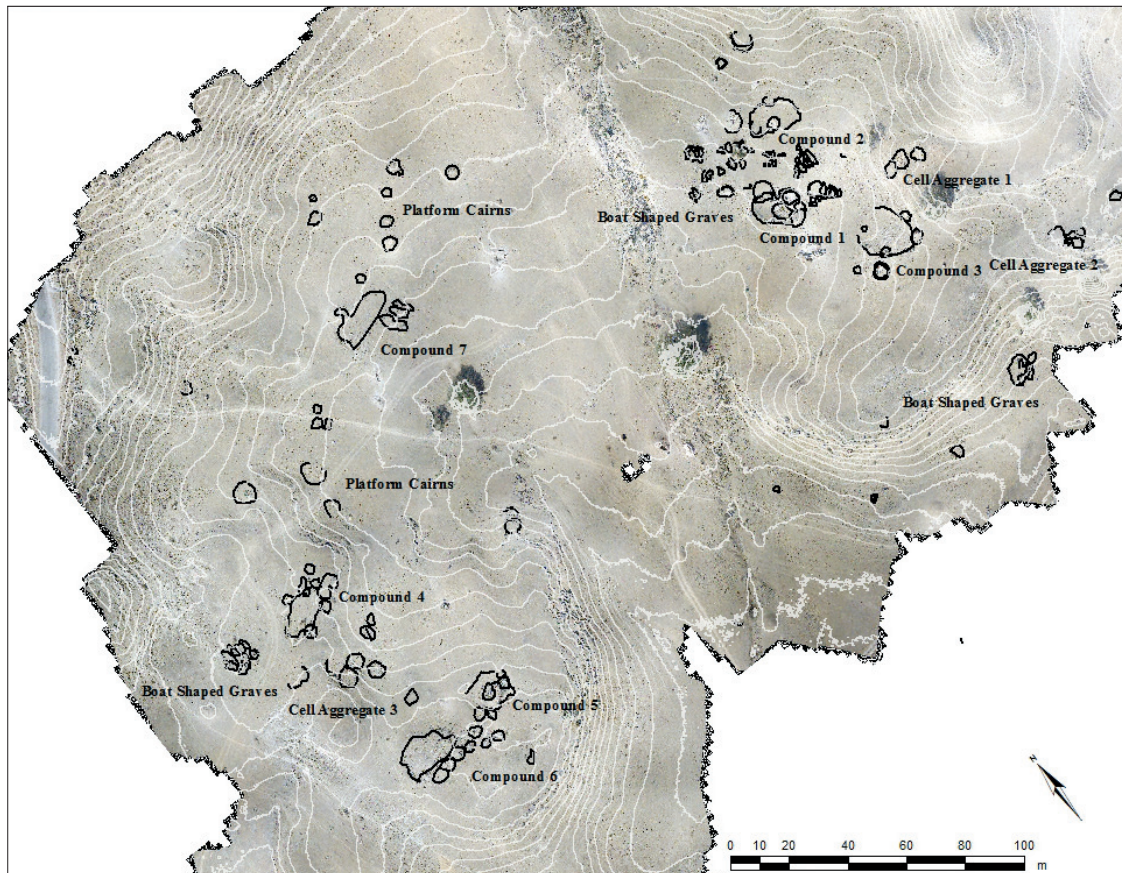 Compound 2
Cell Aggregate 1
Platform Cairns
Boat Shaped Graves
Compound 1
Cell Aggregate 2
Compound 3
Compound 7
Boat Shaped Graves
Platform Cairns
Compound 4
Boat Shaped Graves
Cell Aggregate 3
Compound 5
Compound 6
N
0 10 20 40 60 80 100
m